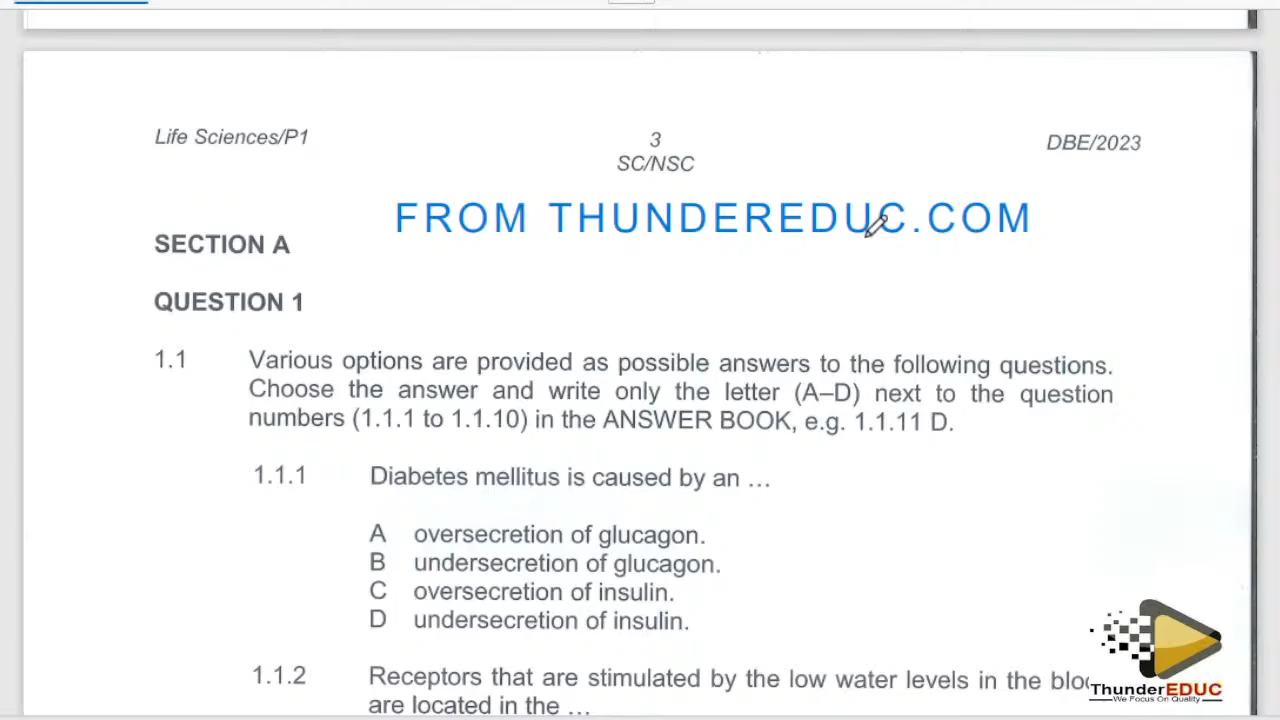 Life Sciences/P1
3
SC/NSC
DBE/2023
FROM THUNDEREDUC.COM
SECTION A
QUESTION 1
1.1 Various options are provided as possible answers to the following questions.
Choose the answer and write only the letter (A–D) next to the question
numbers (1.1.1 to 1.1.10) in the ANSWER BOOK, e.g. 1.1.11 D.
1.1.1 Diabetes mellitus is caused by an ...
A oversecretion of glucagon.
B undersecretion of glucagon.
C oversecretion of insulin.
D undersecretion of insulin.
1.1.2 Receptors that are stimulated by the low water levels in the
are located in the ...
ThunderEDUC
We Focus On Quality